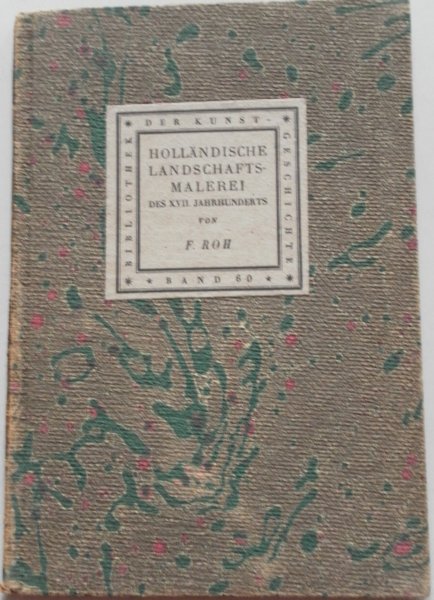 BIBLIOTHEK
DER KUNST-
GESCHICHTE
HOLLÄNDISCHE
LANDSCHAFTS-
MALEREI
DES XVII. JAHRHUNDERTS
VON
F. ROH
* BAND 60 *